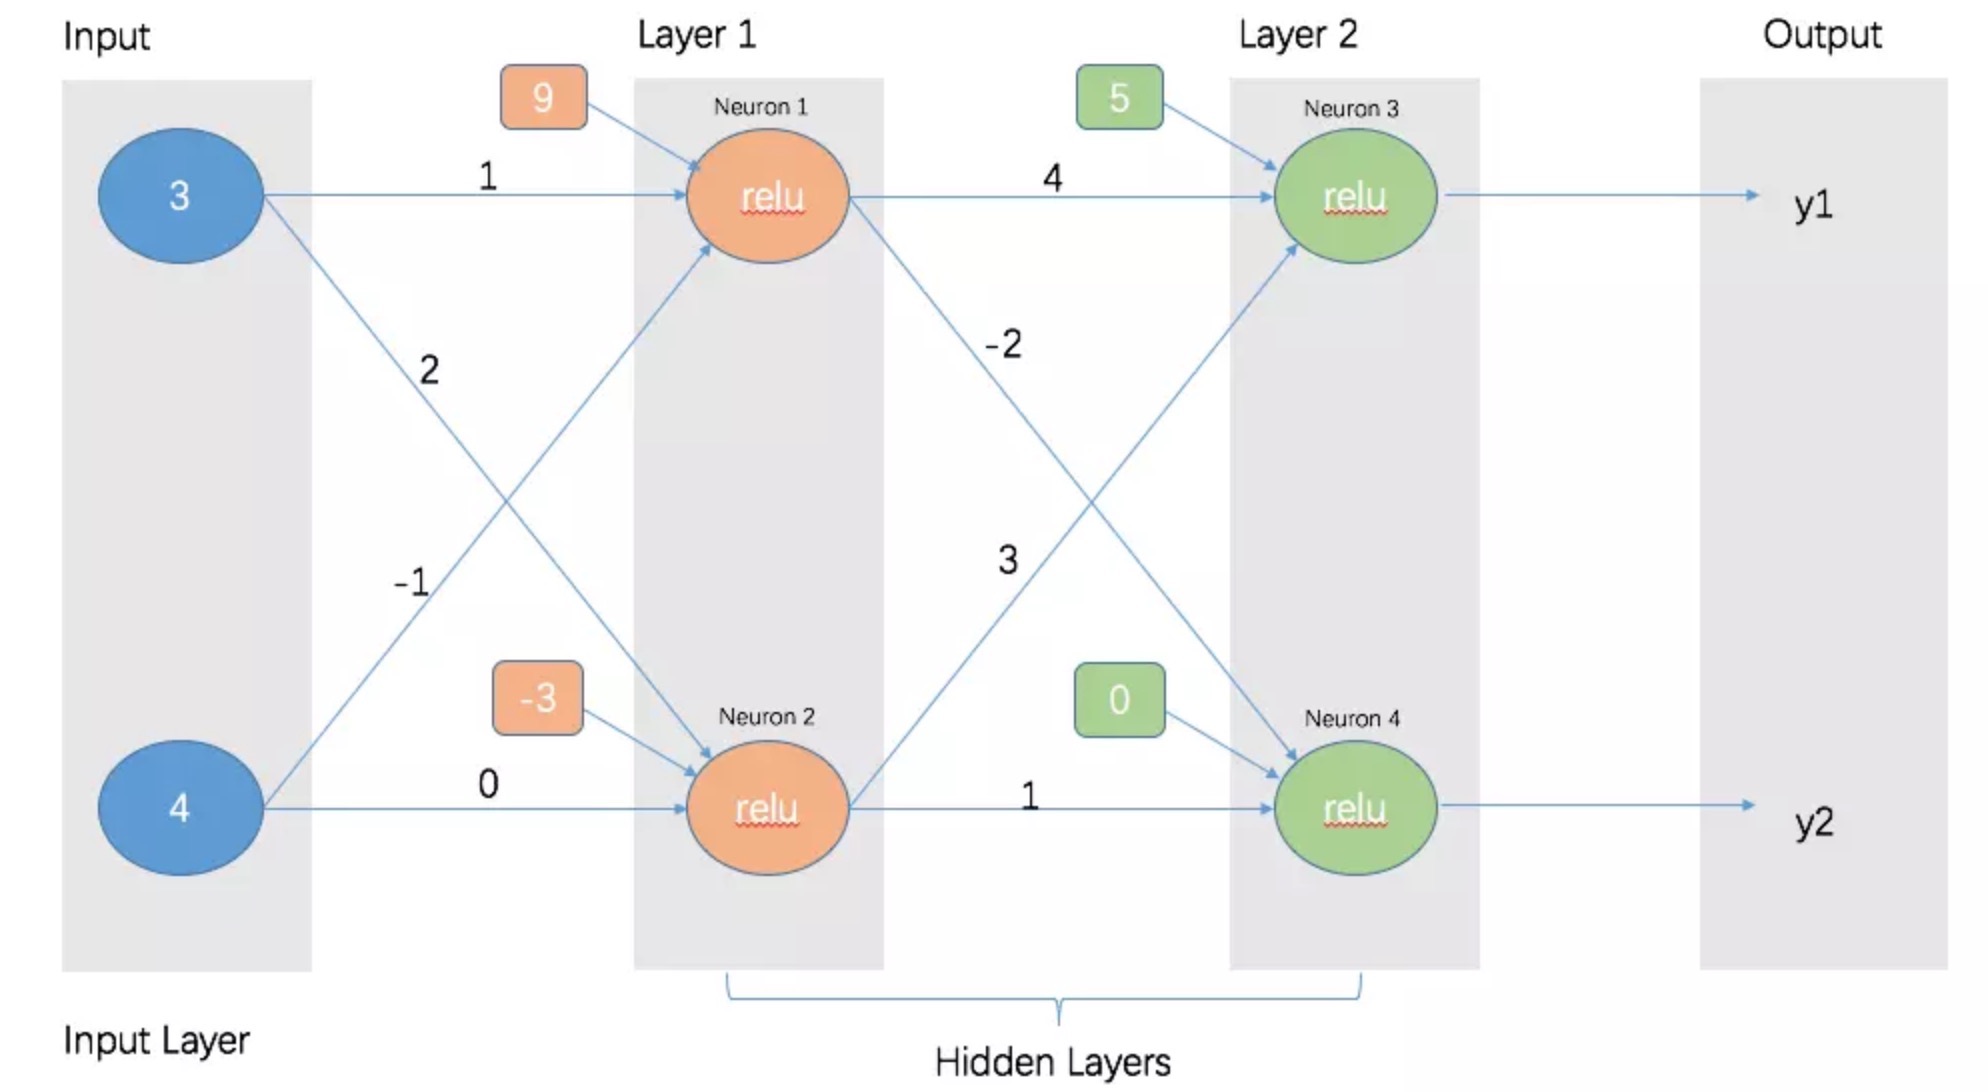 Input
Layer 1
Layer 2
Output
9
Neuron 1
5
Neuron 3
3
1
relu
4
relu
y1
2
-2
-1
3
-3
Neuron 2
0
Neuron 4
4
0
relu
1
relu
y2
Input Layer
Hidden Layers